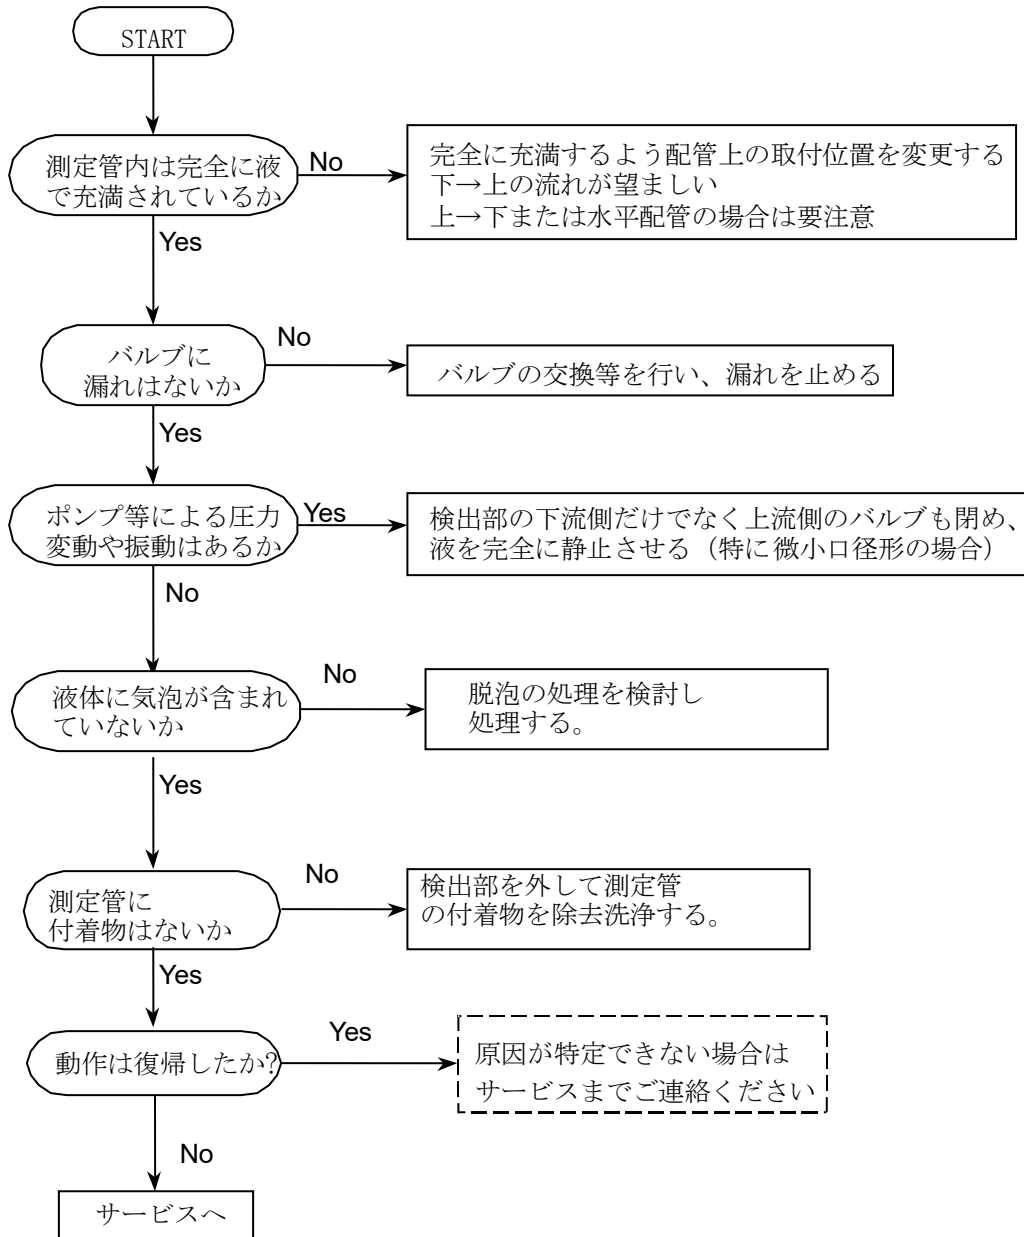 START
測定管内は完全に液
で充満されているか
No
完全に充満するよう配管上の取付位置を変更する
下→上の流れが望ましい
上→下または水平配管の場合は要注意
Yes
バルブに
漏れはないか
No
バルブの交換等を行い、漏れを止める
Yes
ポンプ等による圧力
変動や振動はあるか
Yes
検出部の下流側だけでなく上流側のバルブも閉め、
液を完全に静止させる（特に微小口径形の場合）
No
液体に気泡が含まれ
ていないか
No
脱泡の処理を検討し
処理する。
Yes
測定管に
付着物はないか
No
検出部を外して測定管
の付着物を除去洗浄する。
Yes
動作は復帰したか?
Yes
原因が特定できない場合は
サービスまでご連絡ください
No
サービスへ